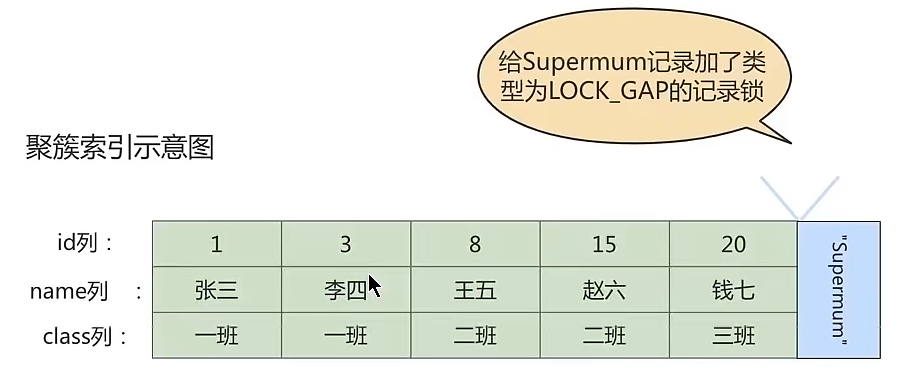 给Supermum记录加了类
型为LOCK_GAP的记录锁
聚簇索引示意图
id列： 1 3 8 15 20 "Supermum"
name列 ： 张三 李四 王五 赵六 钱七
class列： 一班 一班 二班 二班 三班